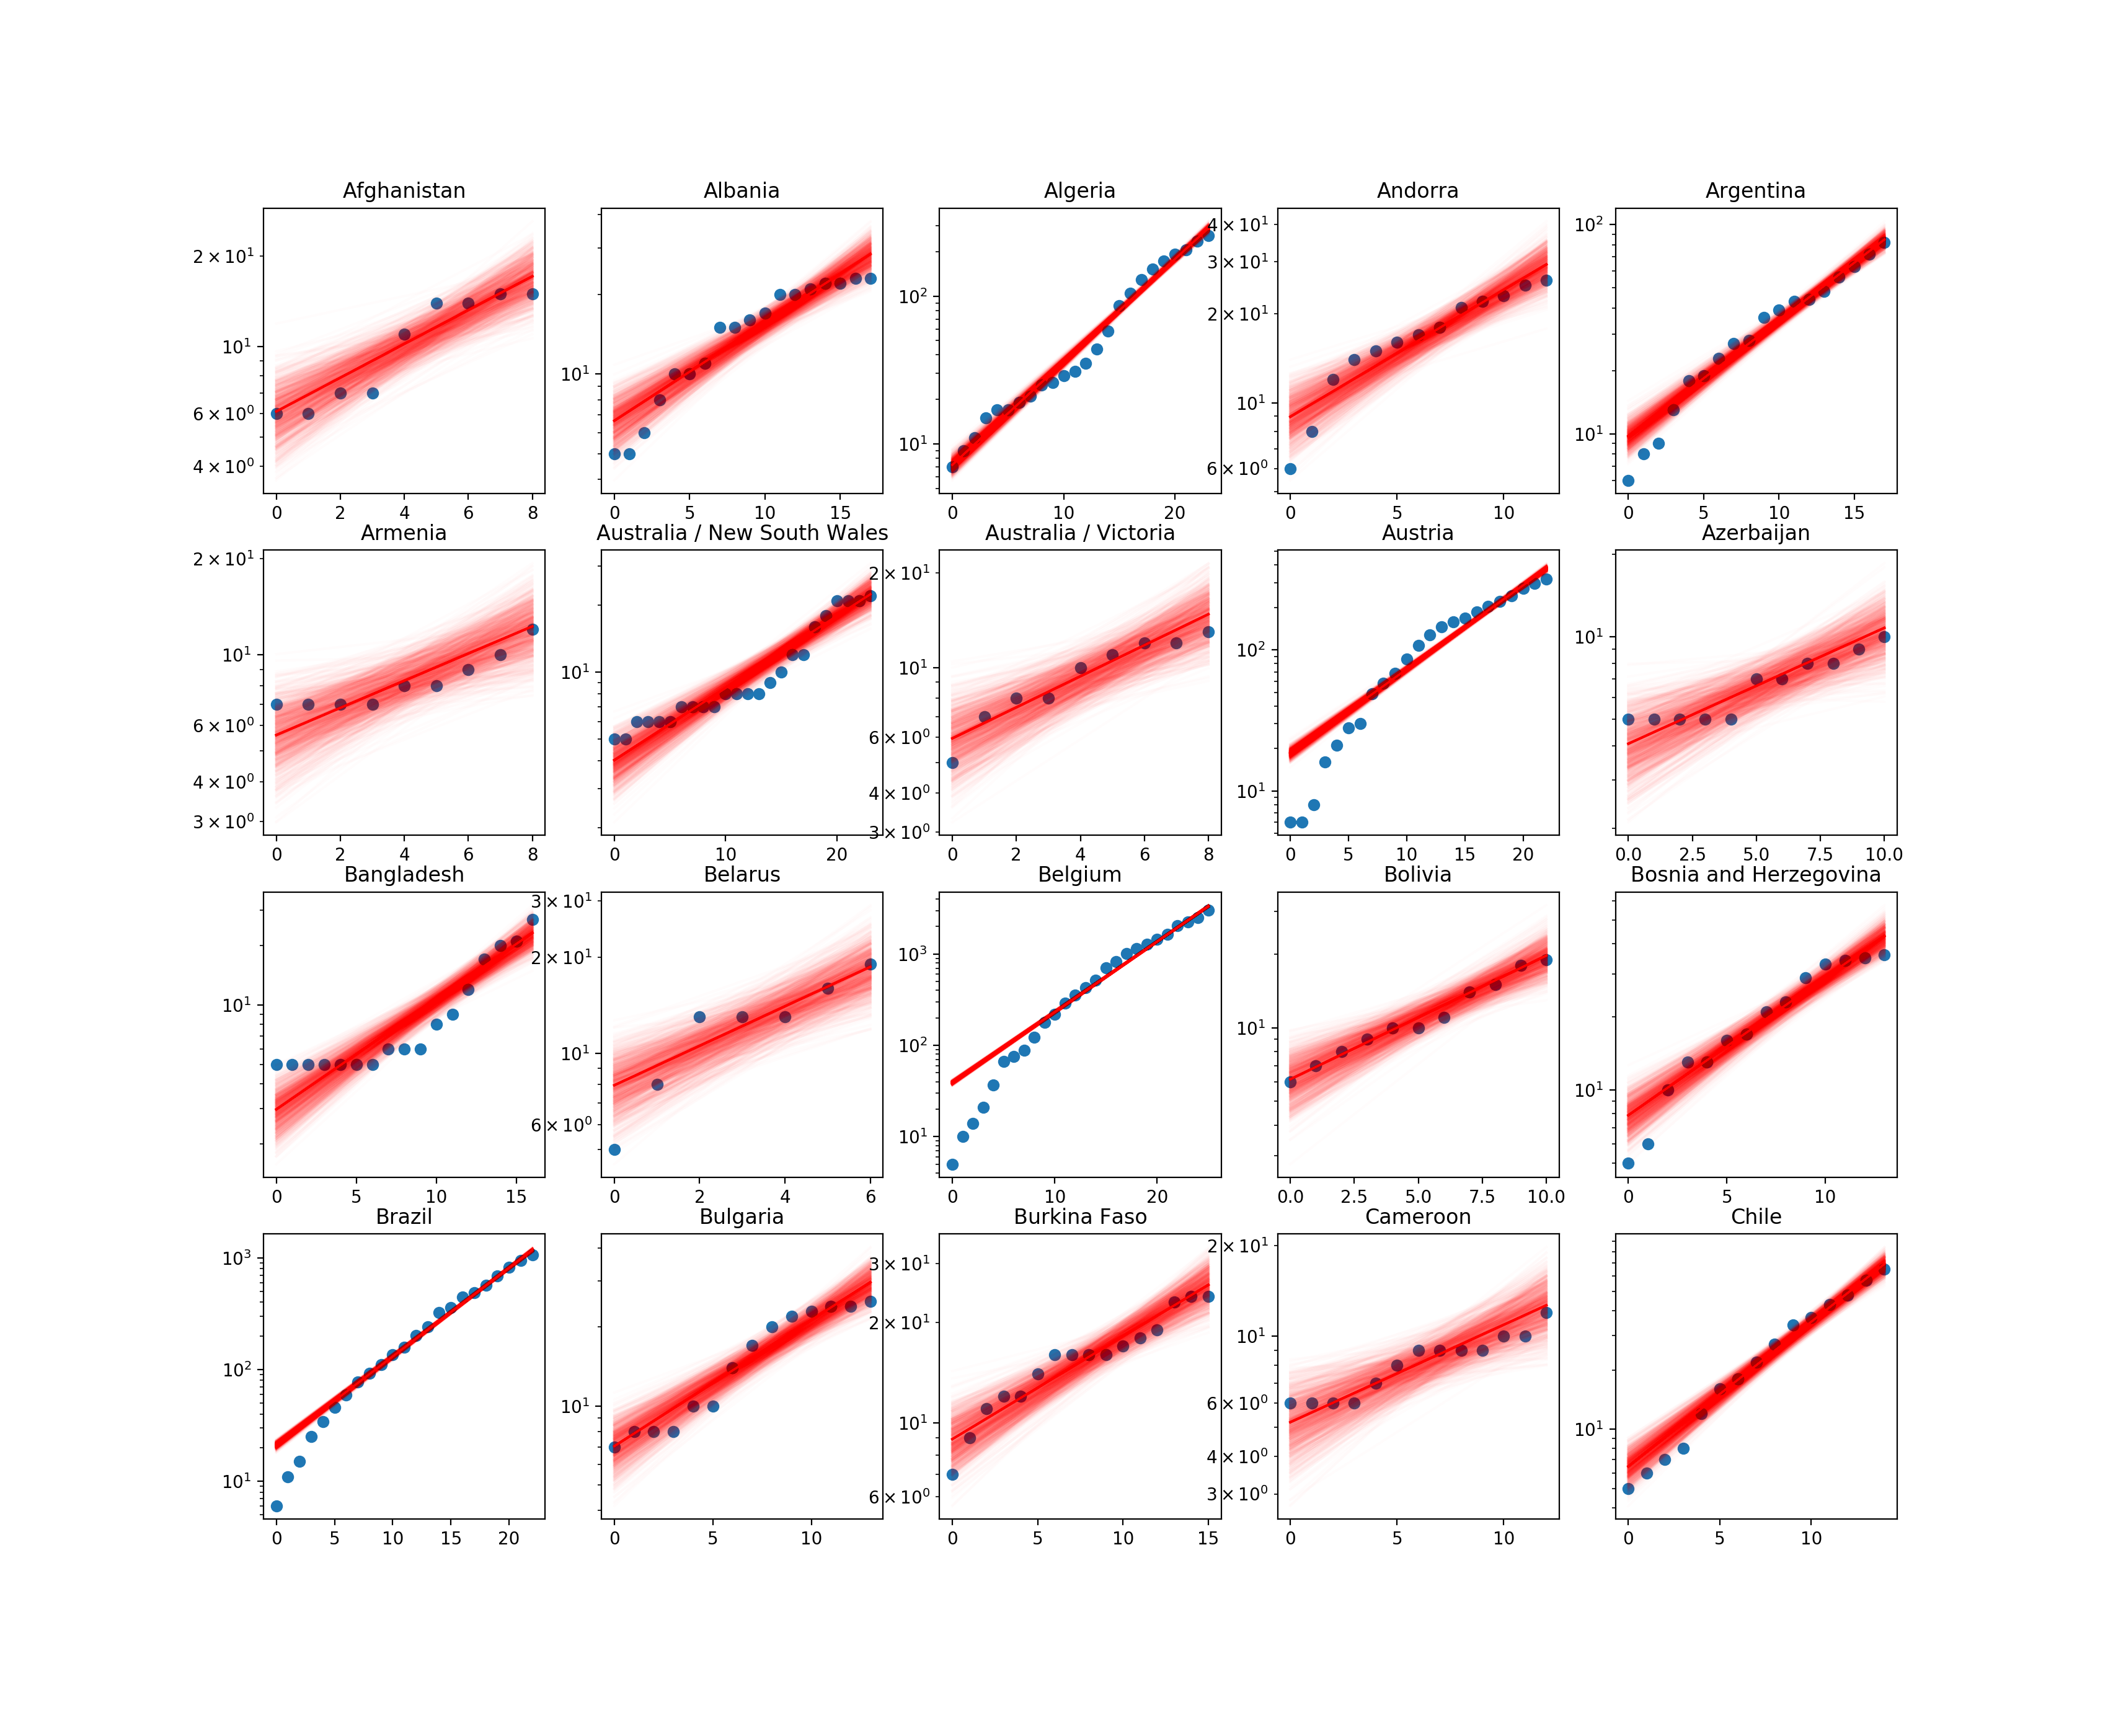 Afghanistan
2 × 10¹
10¹
6 × 10⁰
4 × 10⁰
0 2 4 6 8
Albania
10¹
0 5 10 15
Algeria
10²
10¹
0 10 20
Andorra
4 × 10¹
3 × 10¹
2 × 10¹
10¹
6 × 10⁰
0 5 10
Argentina
10²
10¹
0 5 10 15
Armenia
2 × 10¹
10¹
6 × 10⁰
4 × 10⁰
3 × 10⁰
0 2 4 6 8
Australia / New South Wales
10¹
0 10 20
Australia / Victoria
2 × 10¹
10¹
6 × 10⁰
4 × 10⁰
3 × 10⁰
0 2 4 6 8
Austria
10²
10¹
0 5 10 15 20
Azerbaijan
10¹
0.0 2.5 5.0 7.5 10.0
Bangladesh
10¹
0 5 10 15
Belarus
3 × 10¹
2 × 10¹
10¹
6 × 10⁰
0 2 4 6
Belgium
10³
10²
10¹
0 10 20
Bolivia
10¹
0.0 2.5 5.0 7.5 10.0
Bosnia and Herzegovina
10¹
0 5 10
Brazil
10³
10²
10¹
0 5 10 15 20
Bulgaria
10¹
0 5 10
Burkina Faso
3 × 10¹
2 × 10¹
10¹
6 × 10⁰
0 5 10 15
Cameroon
2 × 10¹
10¹
6 × 10⁰
4 × 10⁰
3 × 10⁰
0 5 10
Chile
10¹
0 5 10